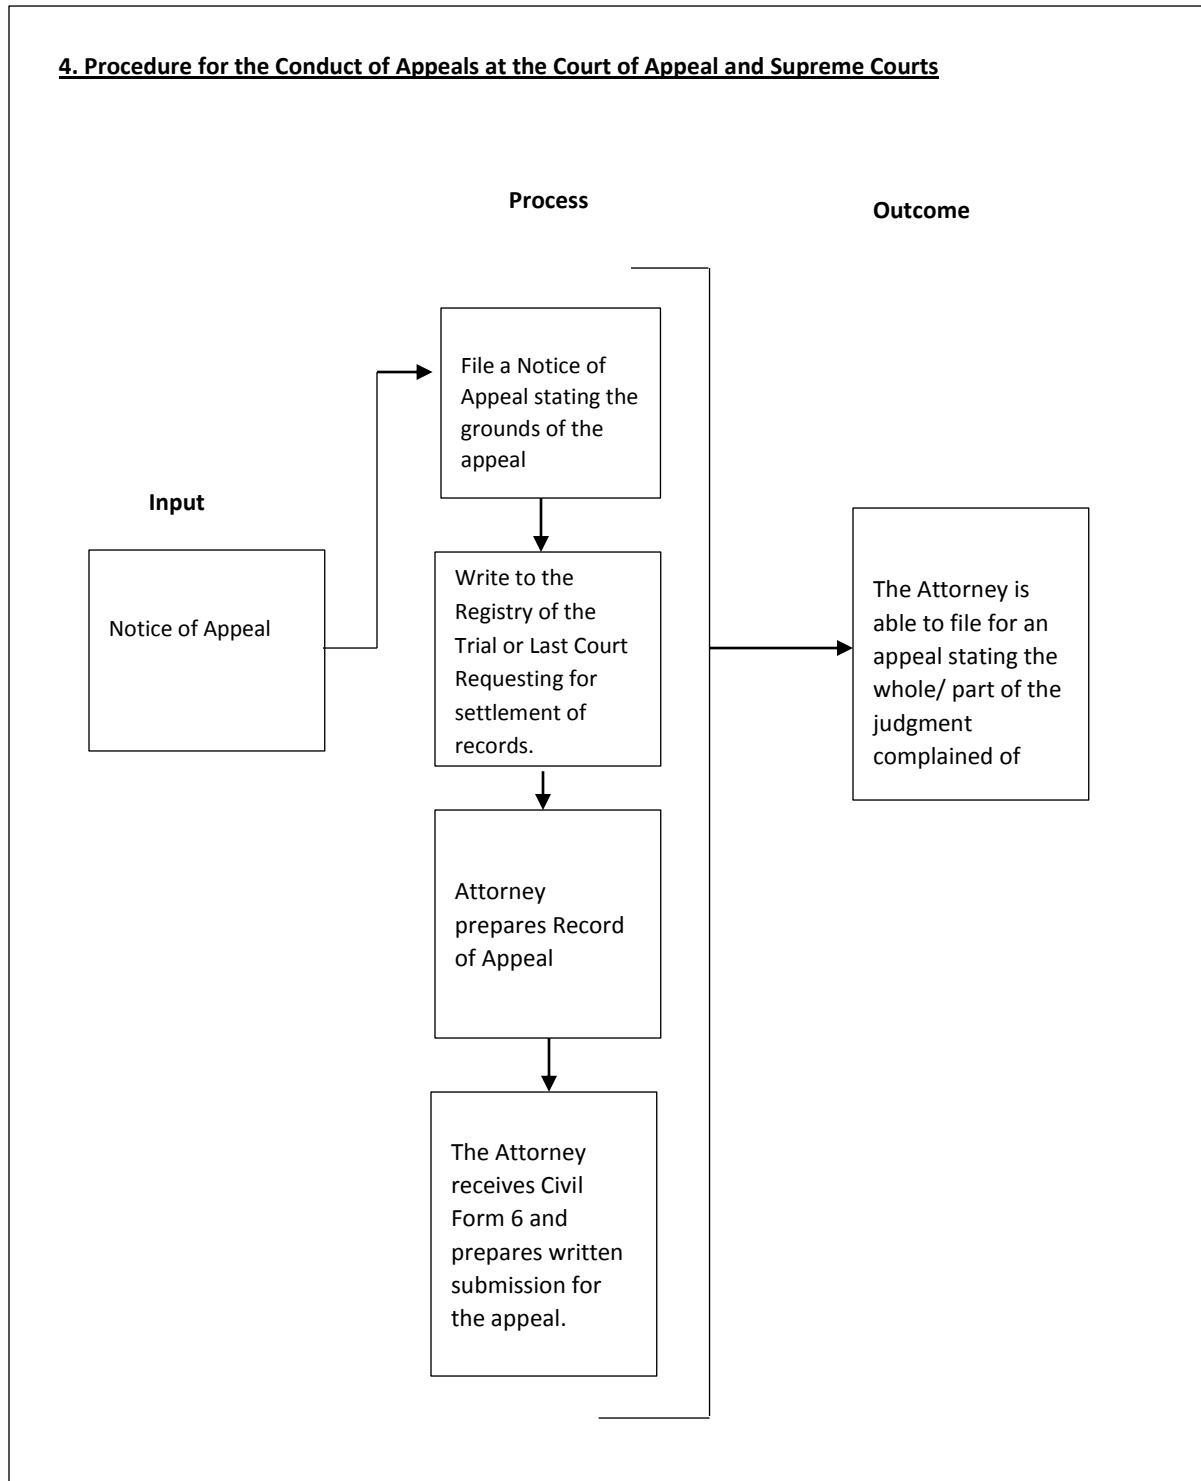 4. Procedure for the Conduct of Appeals at the Court of Appeal and Supreme Courts
Process
Outcome
File a Notice of
Appeal stating the
grounds of the
appeal
Input
Notice of Appeal
Write to the
Registry of the
Trial or Last Court
Requesting for
settlement of
records.
The Attorney is
able to file for an
appeal stating the
whole/ part of the
judgment
complained of
Attorney
prepares Record
of Appeal
The Attorney
receives Civil
Form 6 and
prepares written
submission for
the appeal.